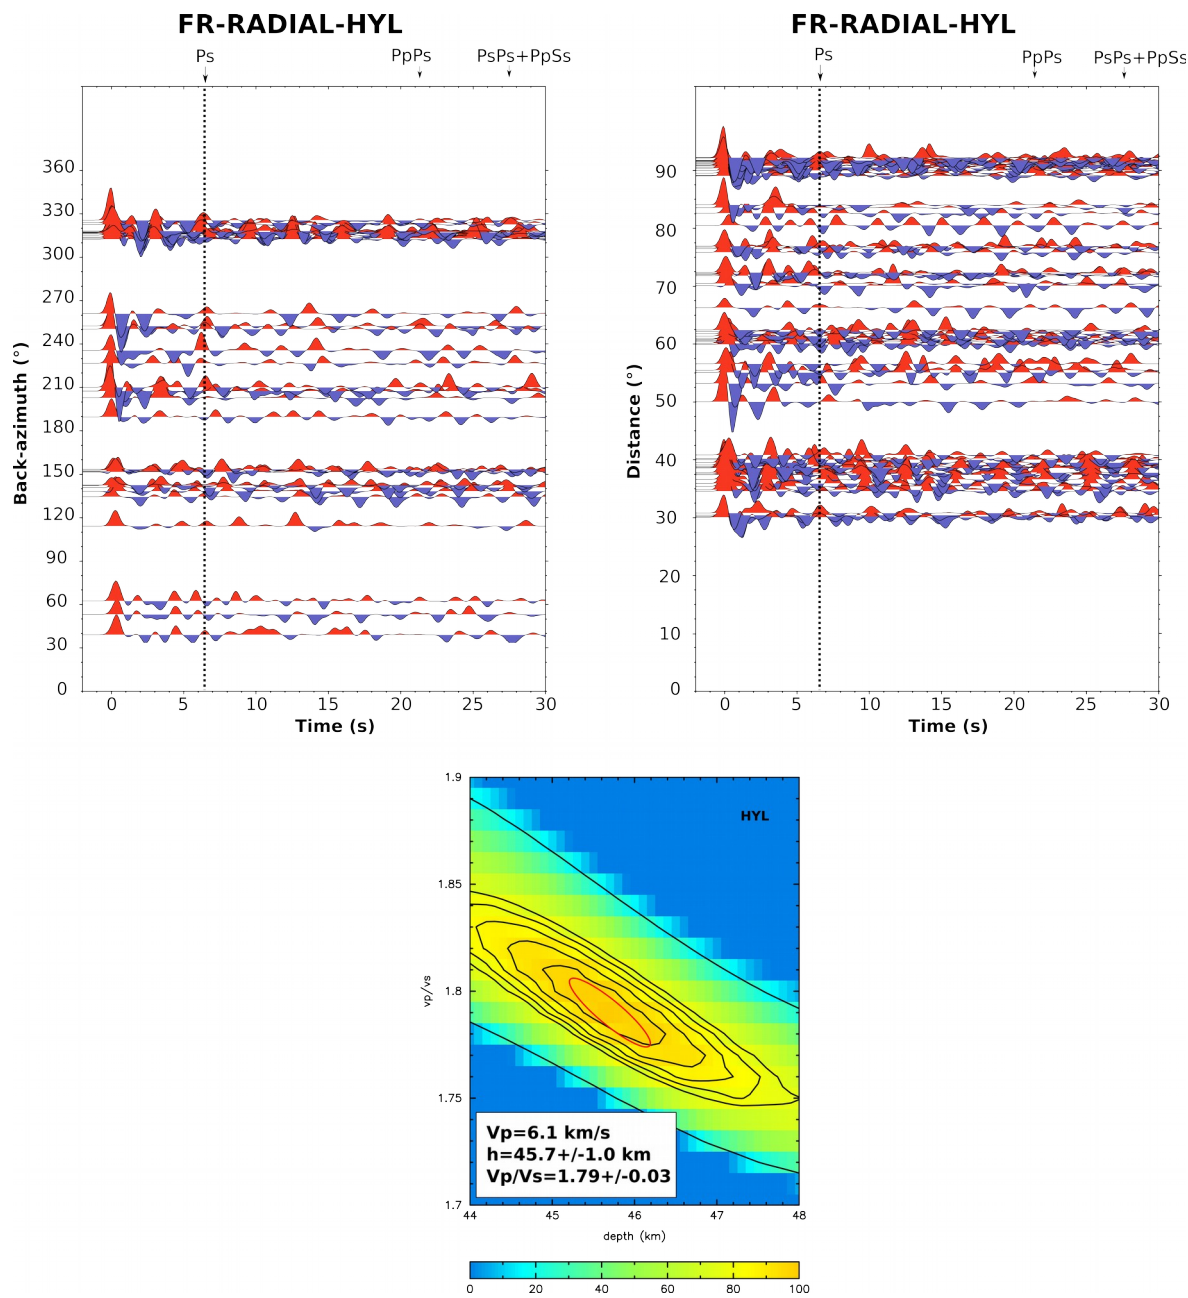 FR-RADIAL-HYL
Ps PpPs PsPs+PpSs
Back-azimuth (°)
360
330
300
270
240
210
180
150
120
90
60
30
0
0 5 10 15 20 25 30
Time (s)
FR-RADIAL-HYL
Ps PpPs PsPs+PpSs
Distance (°)
90
80
70
60
50
40
30
20
10
0
0 5 10 15 20 25 30
Time (s)
HYL
vp/vs
1.9
1.85
1.8
1.75
1.7
Vp=6.1 km/s
h=45.7+/-1.0 km
Vp/Vs=1.79+/-0.03
44 45 46 47 48
depth (km)
0 20 40 60 80 100